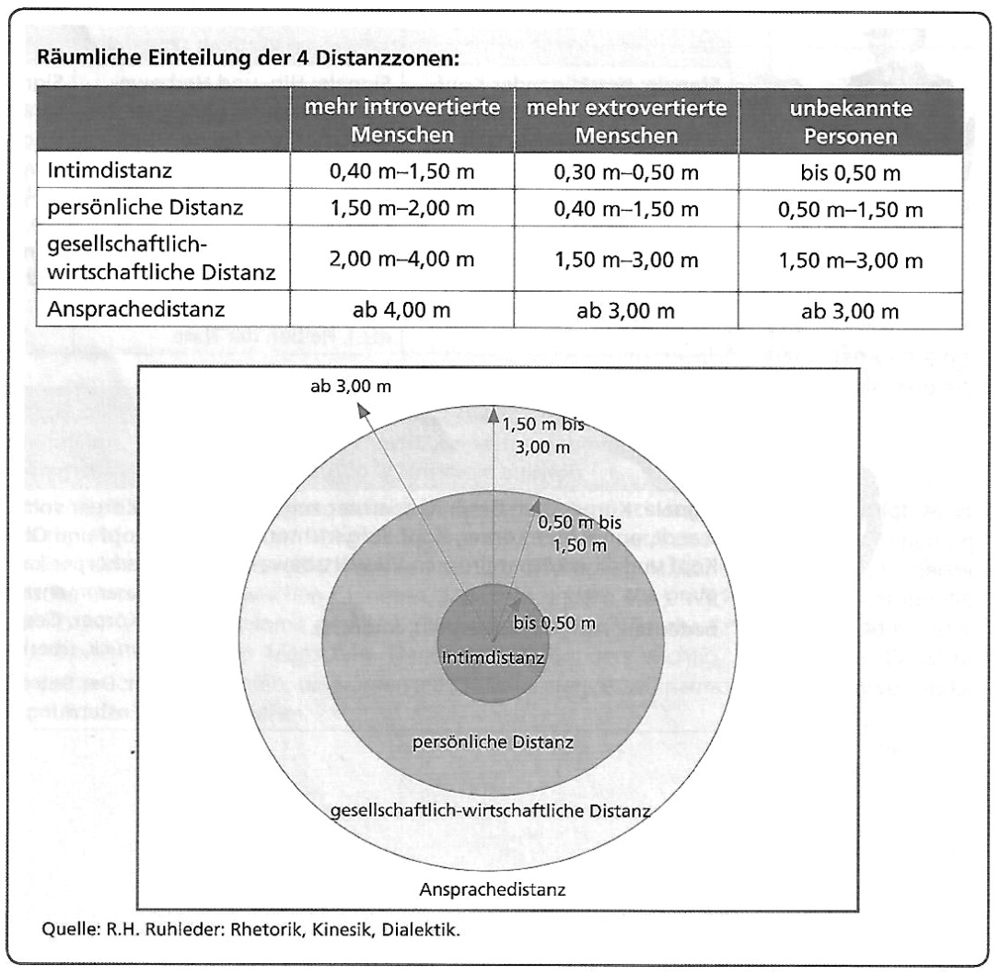 Räumliche Einteilung der 4 Distanzzonen:
mehr introvertierte Menschen mehr extrovertierte Menschen unbekannte Personen
Intimdistanz 0,40 m–1,50 m 0,30 m–0,50 m bis 0,50 m
persönliche Distanz 1,50 m–2,00 m 0,40 m–1,50 m 0,50 m–1,50 m
gesellschaftlich-
wirtschaftliche Distanz 2,00 m–4,00 m 1,50 m–3,00 m 1,50 m–3,00 m
Ansprachedistanz ab 4,00 m ab 3,00 m ab 3,00 m
ab 3,00 m
1,50 m bis
3,00 m
0,50 m bis
1,50 m
bis 0,50 m
Intimdistanz
persönliche Distanz
gesellschaftlich-wirtschaftliche Distanz
Ansprachedistanz
Quelle: R.H. Ruhleder: Rhetorik, Kinesik, Dialektik.